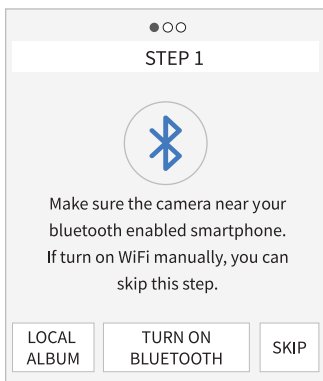 STEP 1
Make sure the camera near your
bluetooth enabled smartphone.
If turn on WiFi manually, you can
skip this step.
LOCAL
ALBUM
TURN ON
BLUETOOTH
SKIP